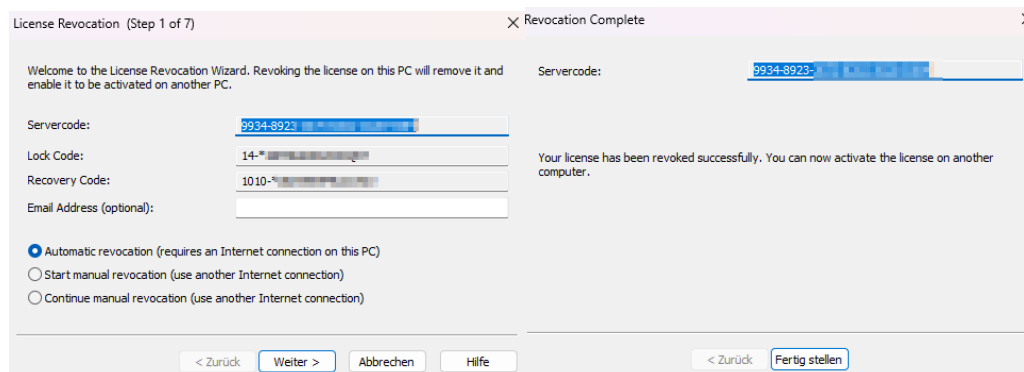 License Revocation (Step 1 of 7)
Welcome to the License Revocation Wizard. Revoking the license on this PC will remove it and
enable it to be activated on another PC.
Servercode:
9934-8923
Lock Code:
14-*
Recovery Code:
1010-*
Email Address (optional):
Automatic revocation (requires an Internet connection on this PC)
Start manual revocation (use another Internet connection)
Continue manual revocation (use another Internet connection)
< Zurück
Weiter >
Abbrechen
Hilfe
Revocation Complete
Servercode:
9934-8923-
Your license has been revoked successfully. You can now activate the license on another
computer.
< Zurück
Fertig stellen